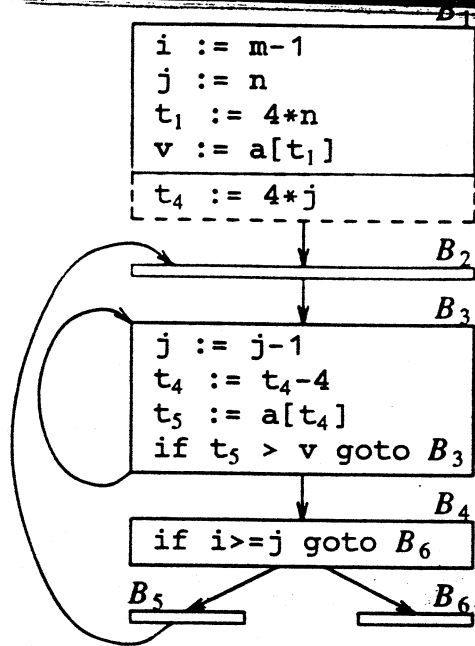 B₁
i := m-1
j := n
t₁ := 4*n
v := a[t₁]
t₄ := 4*j
B₂
B₃
j := j-1
t₄ := t₄-4
t₅ := a[t₄]
if t₅ > v goto B₃
B₄
if i>=j goto B₆
B₅ B₆